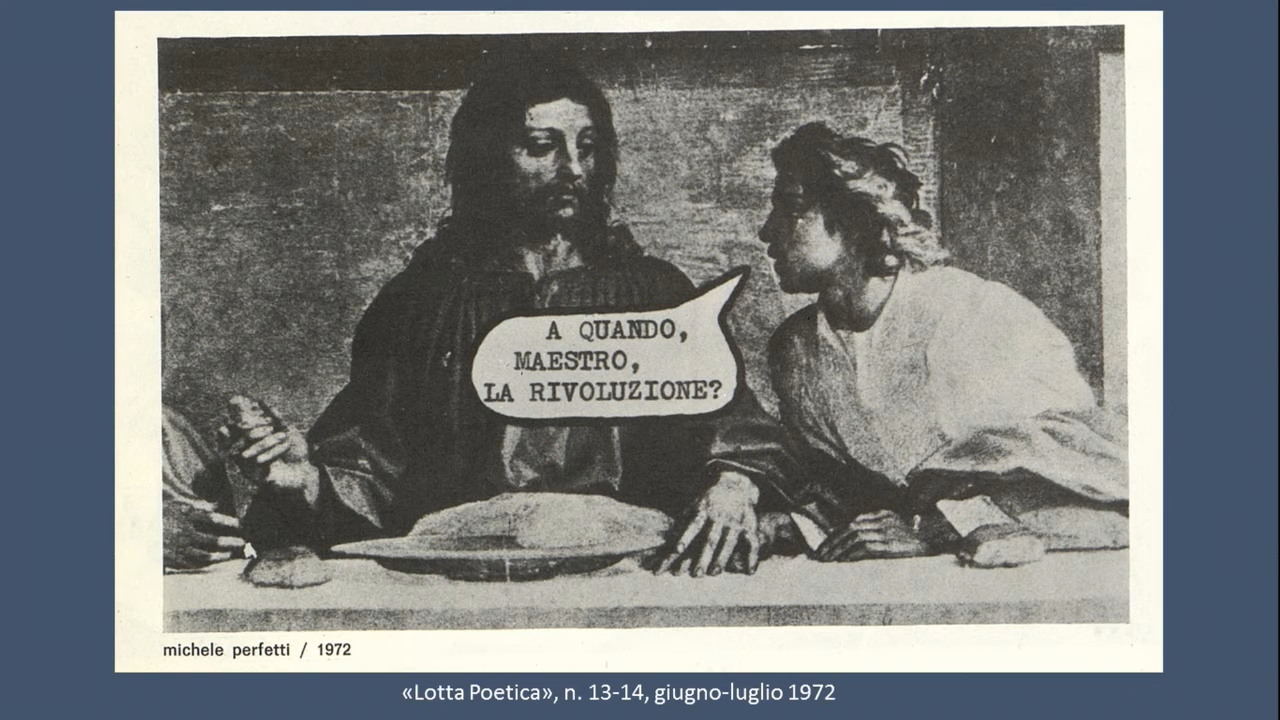 A QUANDO,
MAESTRO,
LA RIVOLUZIONE?
michele perfetti / 1972
«Lotta Poetica», n. 13-14, giugno-luglio 1972